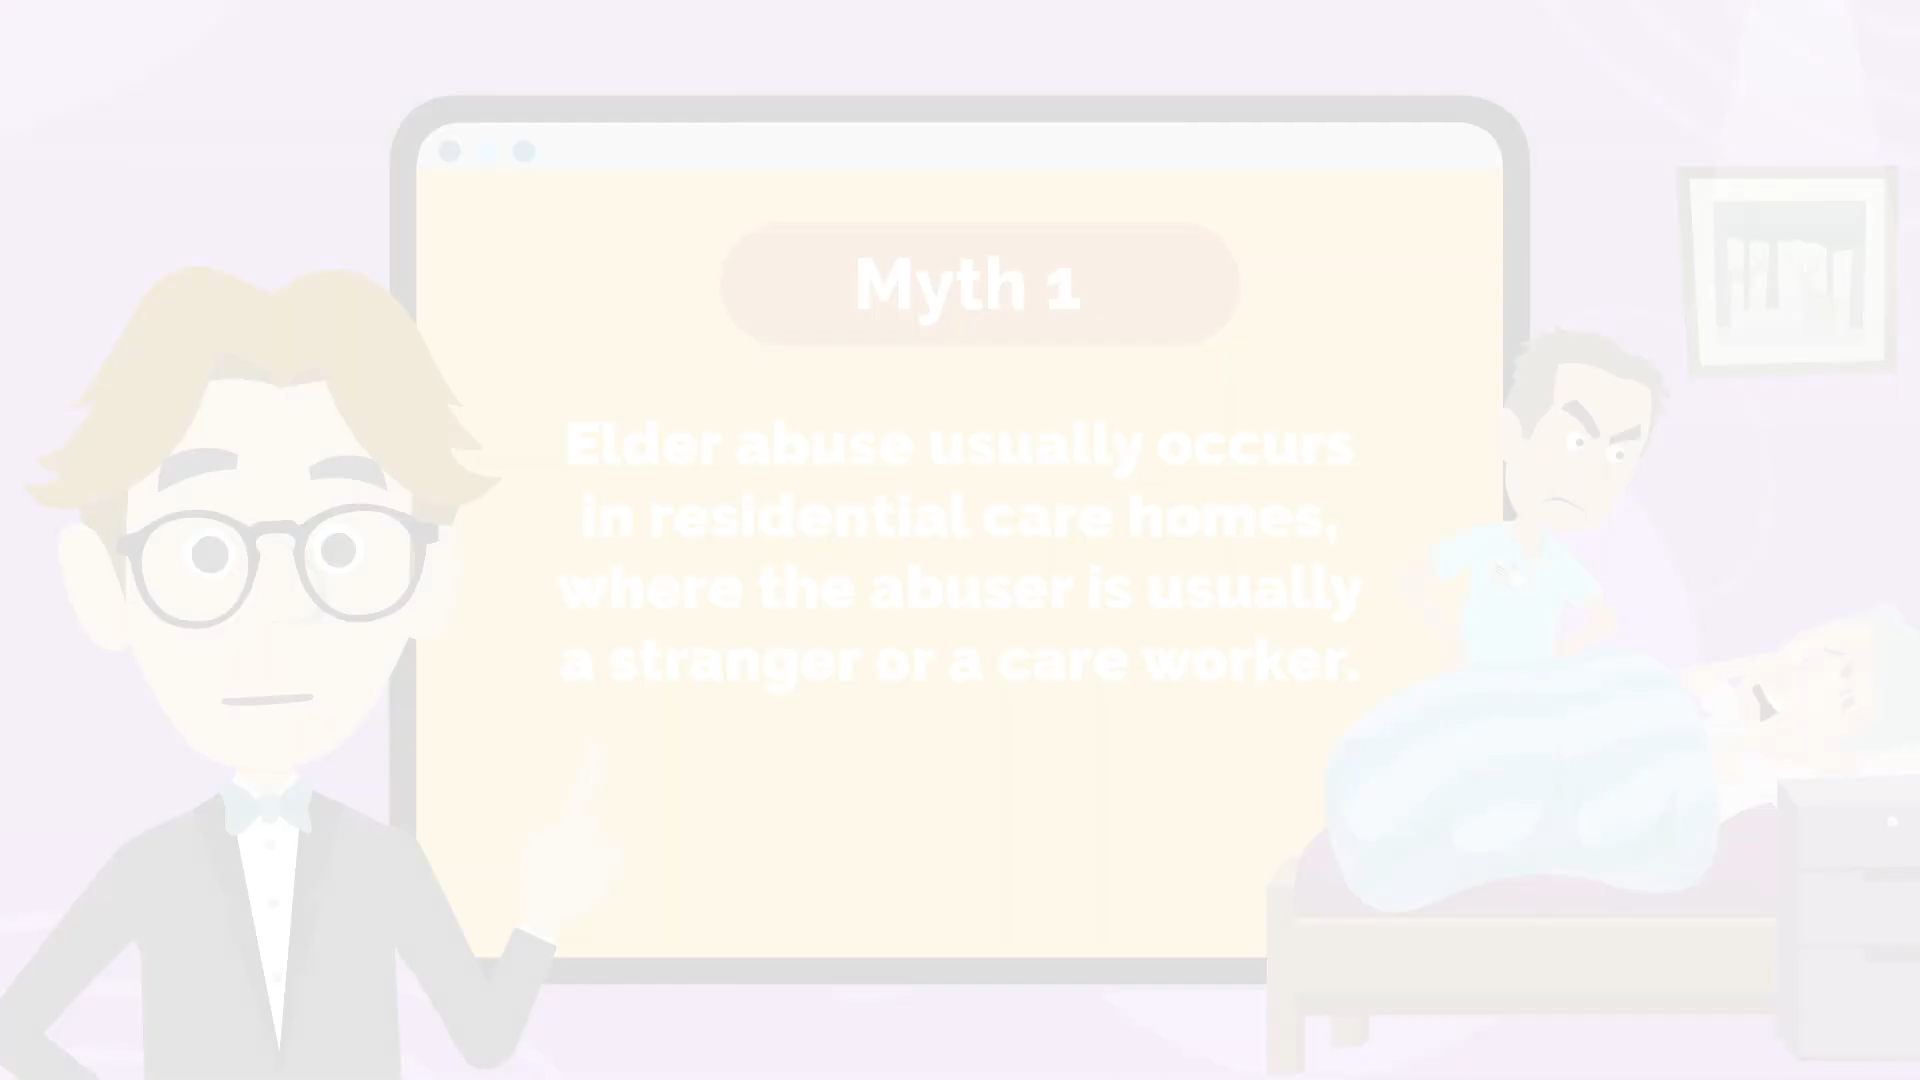 Myth 1
Elder abuse usually occurs
in residential care homes,
where the abuser is usually
a stranger or a care worker.